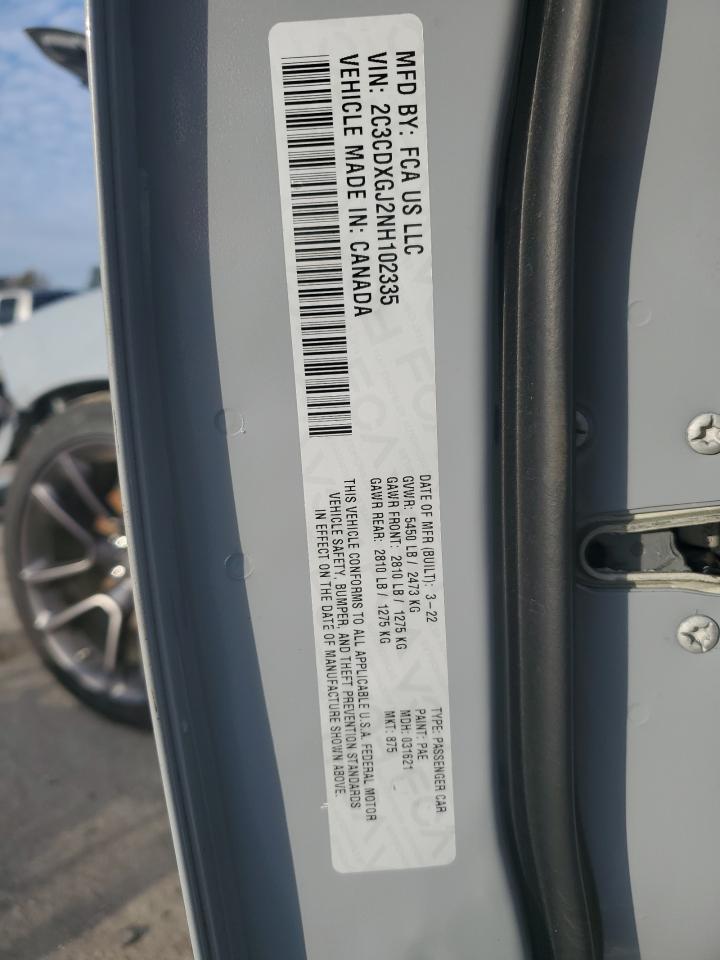 MFD BY: FCA US LLC
VIN: 2C3CDXGJ2NH102335
VEHICLE MADE IN: CANADA
DATE OF MFR (BUILT): 3-22
GVWR: 5450 LB / 2473 KG
GAWR FRONT: 2810 LB / 1275 KG
GAWR REAR: 2810 LB / 1275 KG
THIS VEHICLE CONFORMS TO ALL APPLICABLE U.S.A. FEDERAL MOTOR
VEHICLE SAFETY, BUMPER, AND THEFT PREVENTION STANDARDS
IN EFFECT ON THE DATE OF MANUFACTURE SHOWN ABOVE.
TYPE: PASSENGER CAR
PAINT: PAE
MDH: 031621
MKT: 875